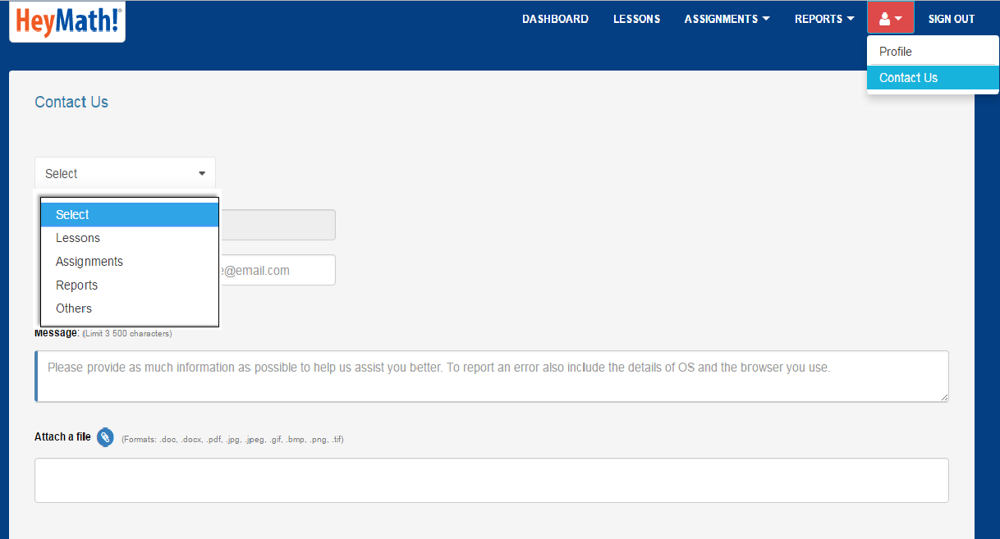 HeyMath!®
DASHBOARD LESSONS ASSIGNMENTS REPORTS SIGN OUT
Profile
Contact Us
Contact Us
Select
Select
Lessons
Assignments
Reports
Others
e@email.com
Message: (Limit 3 500 characters)
Please provide as much information as possible to help us assist you better. To report an error also include the details of OS and the browser you use.
Attach a file (Formats: .doc, .docx, .pdf, .jpg, .jpeg, .gif, .bmp, .png, .tif)